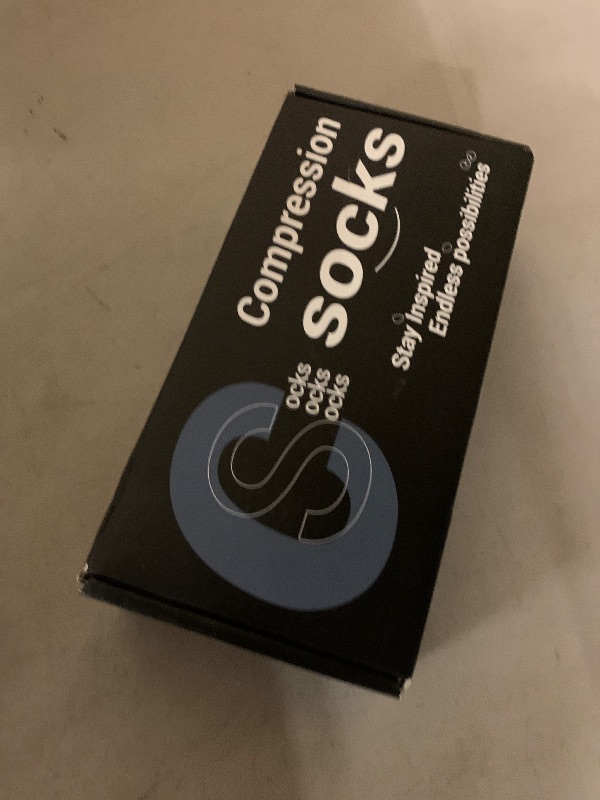 Compression
socks
Stay Inspired
Endless possibilities
C
S
ocks
ocks
ocks